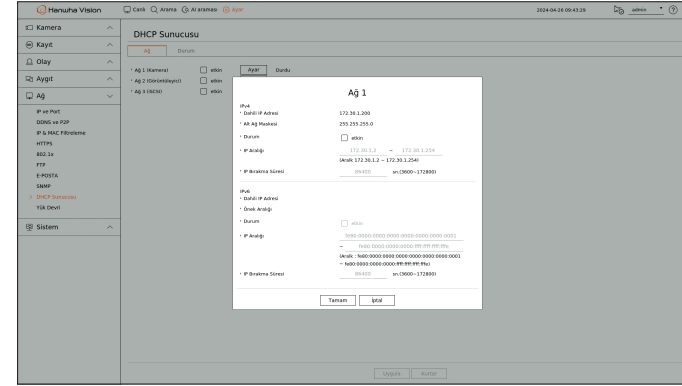 Hanwha Vision
Canlı Arama AI araması Ayar 2024-04-26 09:43:29 admin
Kamera
Kayıt
Olay
Aygıt
Ağ
IP ve Port
DDNS ve P2P
IP & MAC Filtreleme
HTTPS
802.1x
FTP
E-POSTA
SNMP
> DHCP Sunucusu
Yük Devil
Sistem
DHCP Sunucusu
Ağ Durum
• Ağ 1 (Kamera) etkin Ayar Durdu
• Ağ 2 (Görüntüleyici) etkin
• Ağ 3 (iSCSI) etkin
Ağ 1
IPv4
• Dahili IP Adresi 172.30.1.200
• Alt Ağ Maskesi 255.255.255.0
• Durum etkin
• IP Aralığı 172.30.1.2 ~ 172.30.1.254
(Aralık 172.30.1.2 ~ 172.30.1.254)
• IP Bırakma Süresi 86400 sn.(3600~172800)
IPv6
• Dahili IP Adresi
• Önek Aralığı
• Durum etkin
• IP Aralığı fe80:0000:0000:0000:0000:0000:0000:0001
~ fe80:0000:0000:0000:ffff:ffff:ffff:fffe
(Aralık : fe80:0000:0000:0000:0000:0000:0000:0001
~ fe80:0000:0000:0000:ffff:ffff:ffff:fffe)
• IP Bırakma Süresi 86400 sn.(3600~172800)
Tamam İptal
Uygula Kurtar